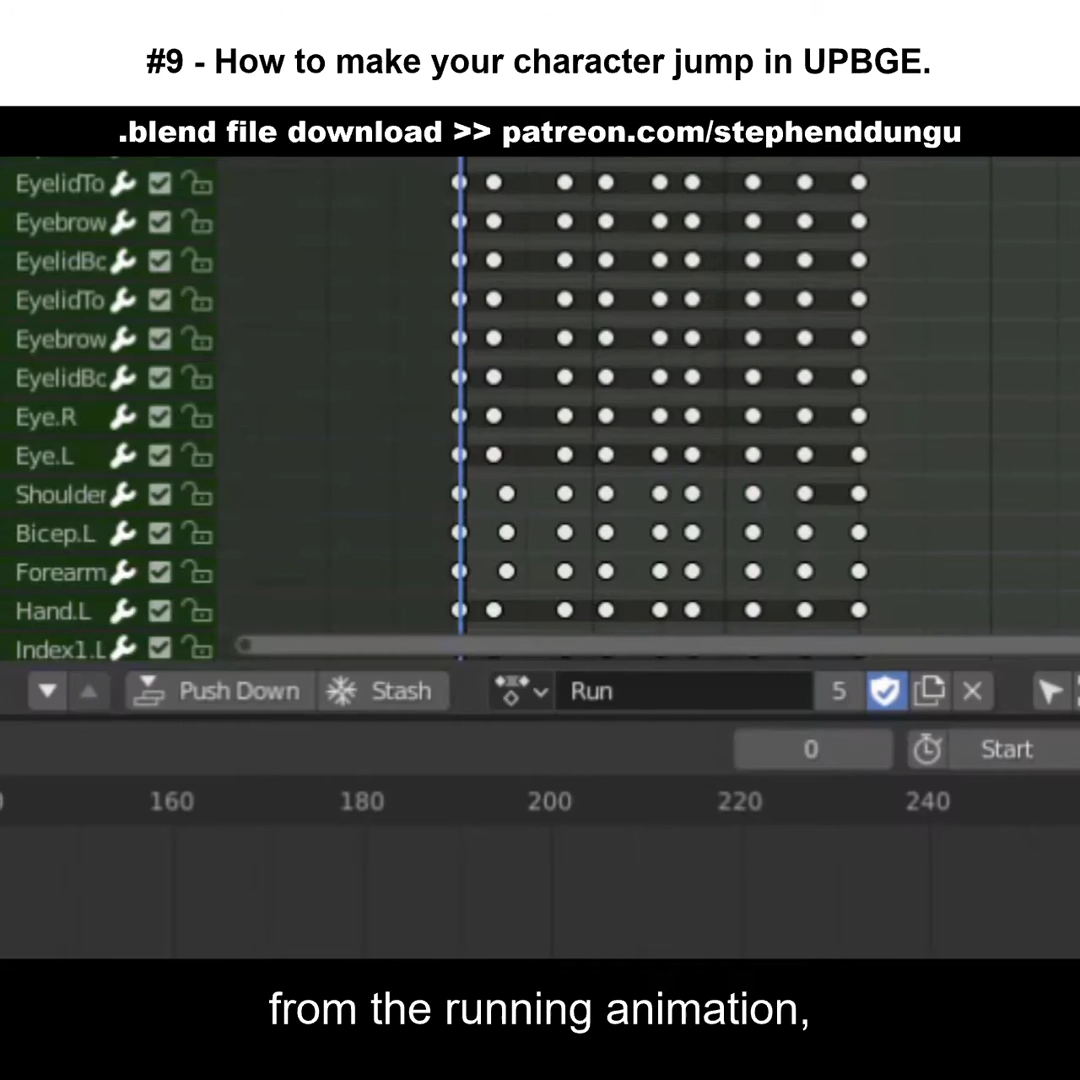 #9 - How to make your character jump in UPBGE.
.blend file download >> patreon.com/stephenddungu
EyelidTo
Eyebrow
EyelidBc
EyelidTo
Eyebrow
EyelidBc
Eye.R
Eye.L
Shoulder
Bicep.L
Forearm
Hand.L
Index1.L
Push Down Stash Run 5
0 Start
0 160 180 200 220 240
from the running animation,